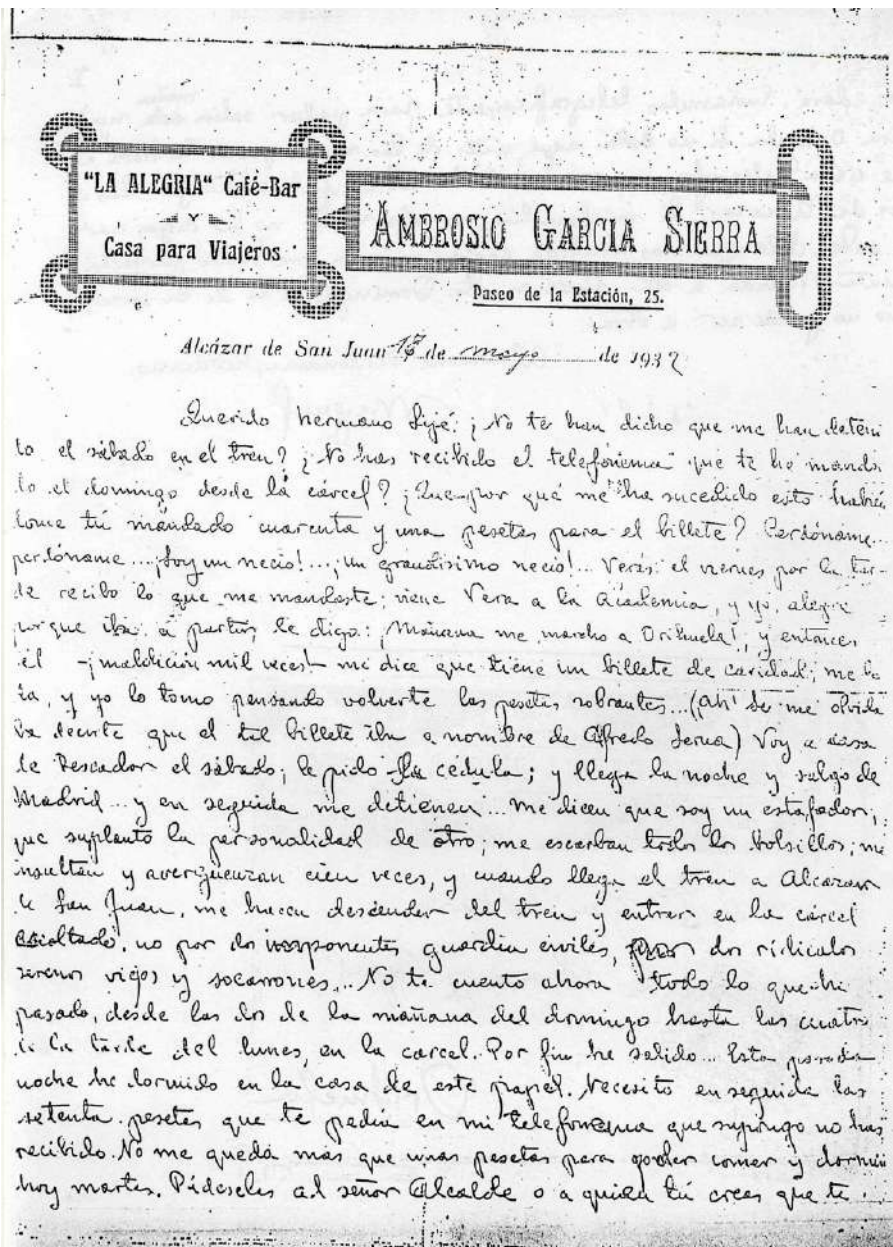 "LA ALEGRIA" Café-Bar
Y
Casa para Viajeros
AMBROSIO GARCIA SIERRA
Paseo de la Estación, 25.
Alcázar de San Juan 17 de mayo de 1932
Querido hermano Sijé: ¿No te han dicho que me han deteni
do el sábado en el tren? ¿No has recibido el telefonema que te he manda
do el domingo desde la cárcel? ¿Que por qué me ha sucedido esto habién
dome tú mandado cuarenta y una pesetas para el billete? Perdóname...
perdóname... ¡Soy un necio!... ¡un grandísimo necio!... Verás: el viernes por la tar-
de recibo lo que me mandaste; viene Vera a la Academia, y yo, alegre
porque iba a partir, le digo: ¡Mañana me marcho a Orihuela!, y entonces
él -¡maldición mil veces!- me dice que tiene un billete de caridad; me lo
da, y yo lo tomo pensando volverte las pesetas sobrantes... (¡Ah! Se me olvida
ba decirte que el tal billete iba a nombre de Alfredo Serna) Voy a casa
de Pescador el sábado; le pido la cédula; y llega la noche y salgo de
Madrid... y en seguida me detienen... me dicen que soy un estafador,
que suplanto la personalidad de otro; me escarban todos los bolsillos; me
insultan y averguenzan cien veces, y cuando llega el tren a Alcázar
de San Juan, me hacen descender del tren y entrar en la cárcel
escoltado, no por dos imponentes guardia civiles, por dos ridículos
serenos viejos y socarrones... No te cuento ahora todo lo que he
pasado, desde las dos de la mañana del domingo hasta las cuatro
de la tarde del lunes, en la carcel. Por fin he salido... Esta pasada
noche he dormido en la casa de este papel. Necesito en seguida las
setenta pesetas que te pedía en mi telefonema que supongo no has
recibido. No me queda más que unas pesetas para poder comer y dormir
hoy martes. Pídeselas al señor Alcalde o a quien tú creas que te